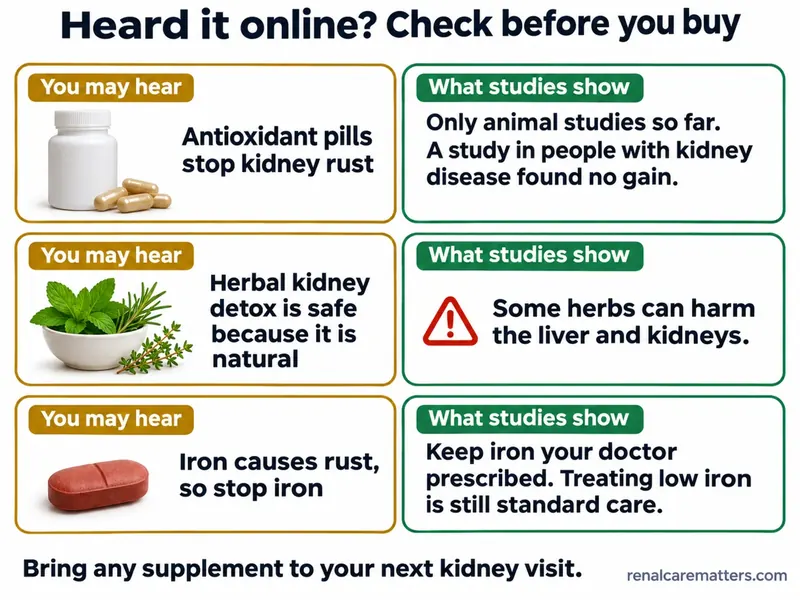 Heard it online? Check before you buy
You may hear
Antioxidant pills
stop kidney rust
What studies show
Only animal studies so far.
A study in people with kidney
disease found no gain.
You may hear
Herbal kidney
detox is safe
because it is
natural
What studies show
Some herbs can harm
the liver and kidneys.
You may hear
Iron causes rust,
so stop iron
What studies show
Keep iron your doctor
prescribed. Treating low iron
is still standard care.
Bring any supplement to your next kidney visit.
renalcarematters.com